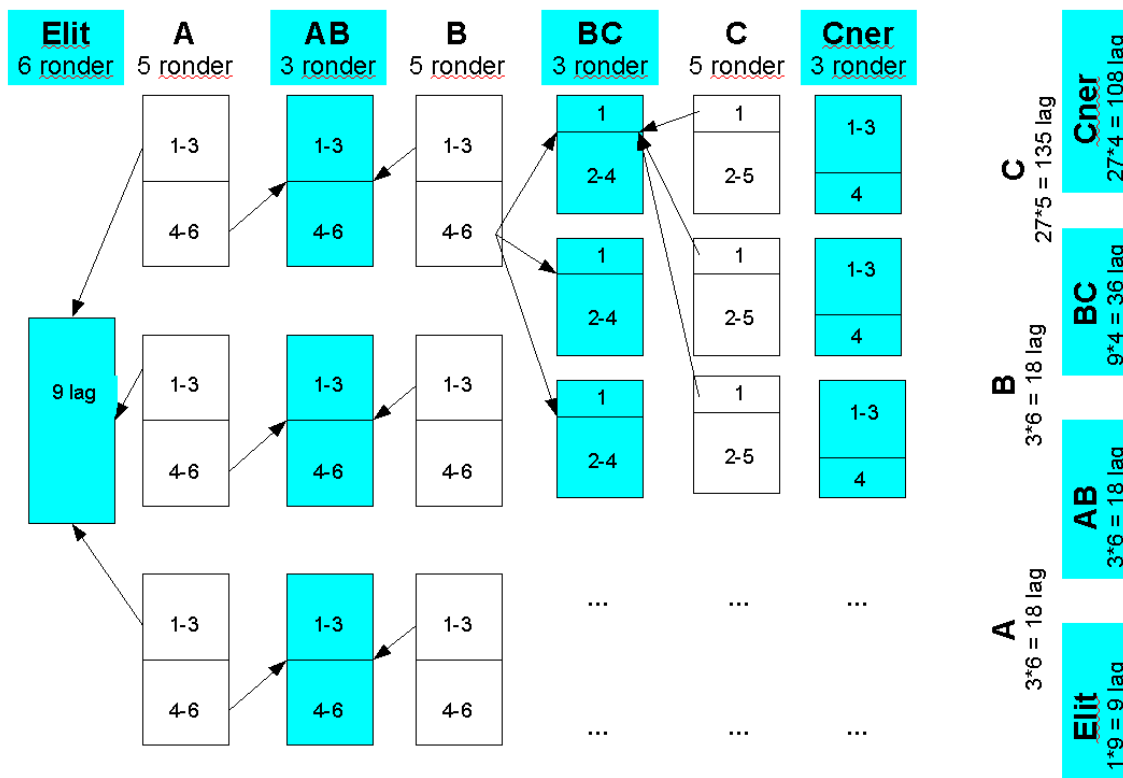 Elit
6 ronder
A
5 ronder
AB
3 ronder
B
5 ronder
BC
3 ronder
C
5 ronder
Cner
3 ronder
1-3
4-6
1-3
4-6
1-3
4-6
1
2-4
1
2-5
1-3
4
1
2-4
1
2-5
1-3
4
9 lag
1-3
4-6
1-3
4-6
1-3
4-6
1
2-4
1
2-5
1-3
4
1-3
4-6
1-3
4-6
1-3
4-6
...
...
...
...
...
...
C
27*5 = 135 lag
B
3*6 = 18 lag
A
3*6 = 18 lag
Cner
27*4 = 108 lag
BC
9*4 = 36 lag
AB
3*6 = 18 lag
Elit
1*9 = 9 lag